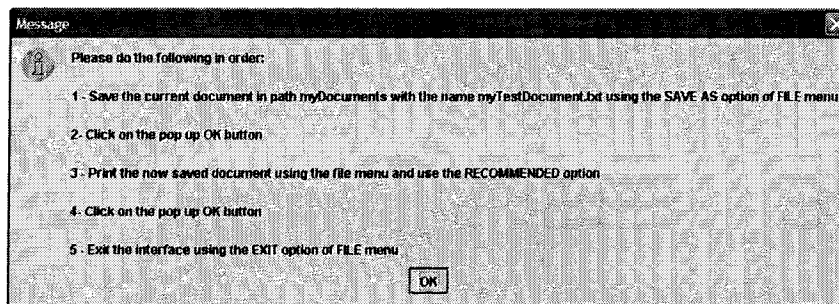 Message
Please do the following in order:
1 - Save the current document in path myDocuments with the name myTestDocument.txt using the SAVE AS option of FILE menu
2- Click on the pop up OK button
3 - Print the now saved document using the file menu and use the RECOMMENDED option
4- Click on the pop up OK button
5 - Exit the interface using the EXIT option of FILE menu
OK